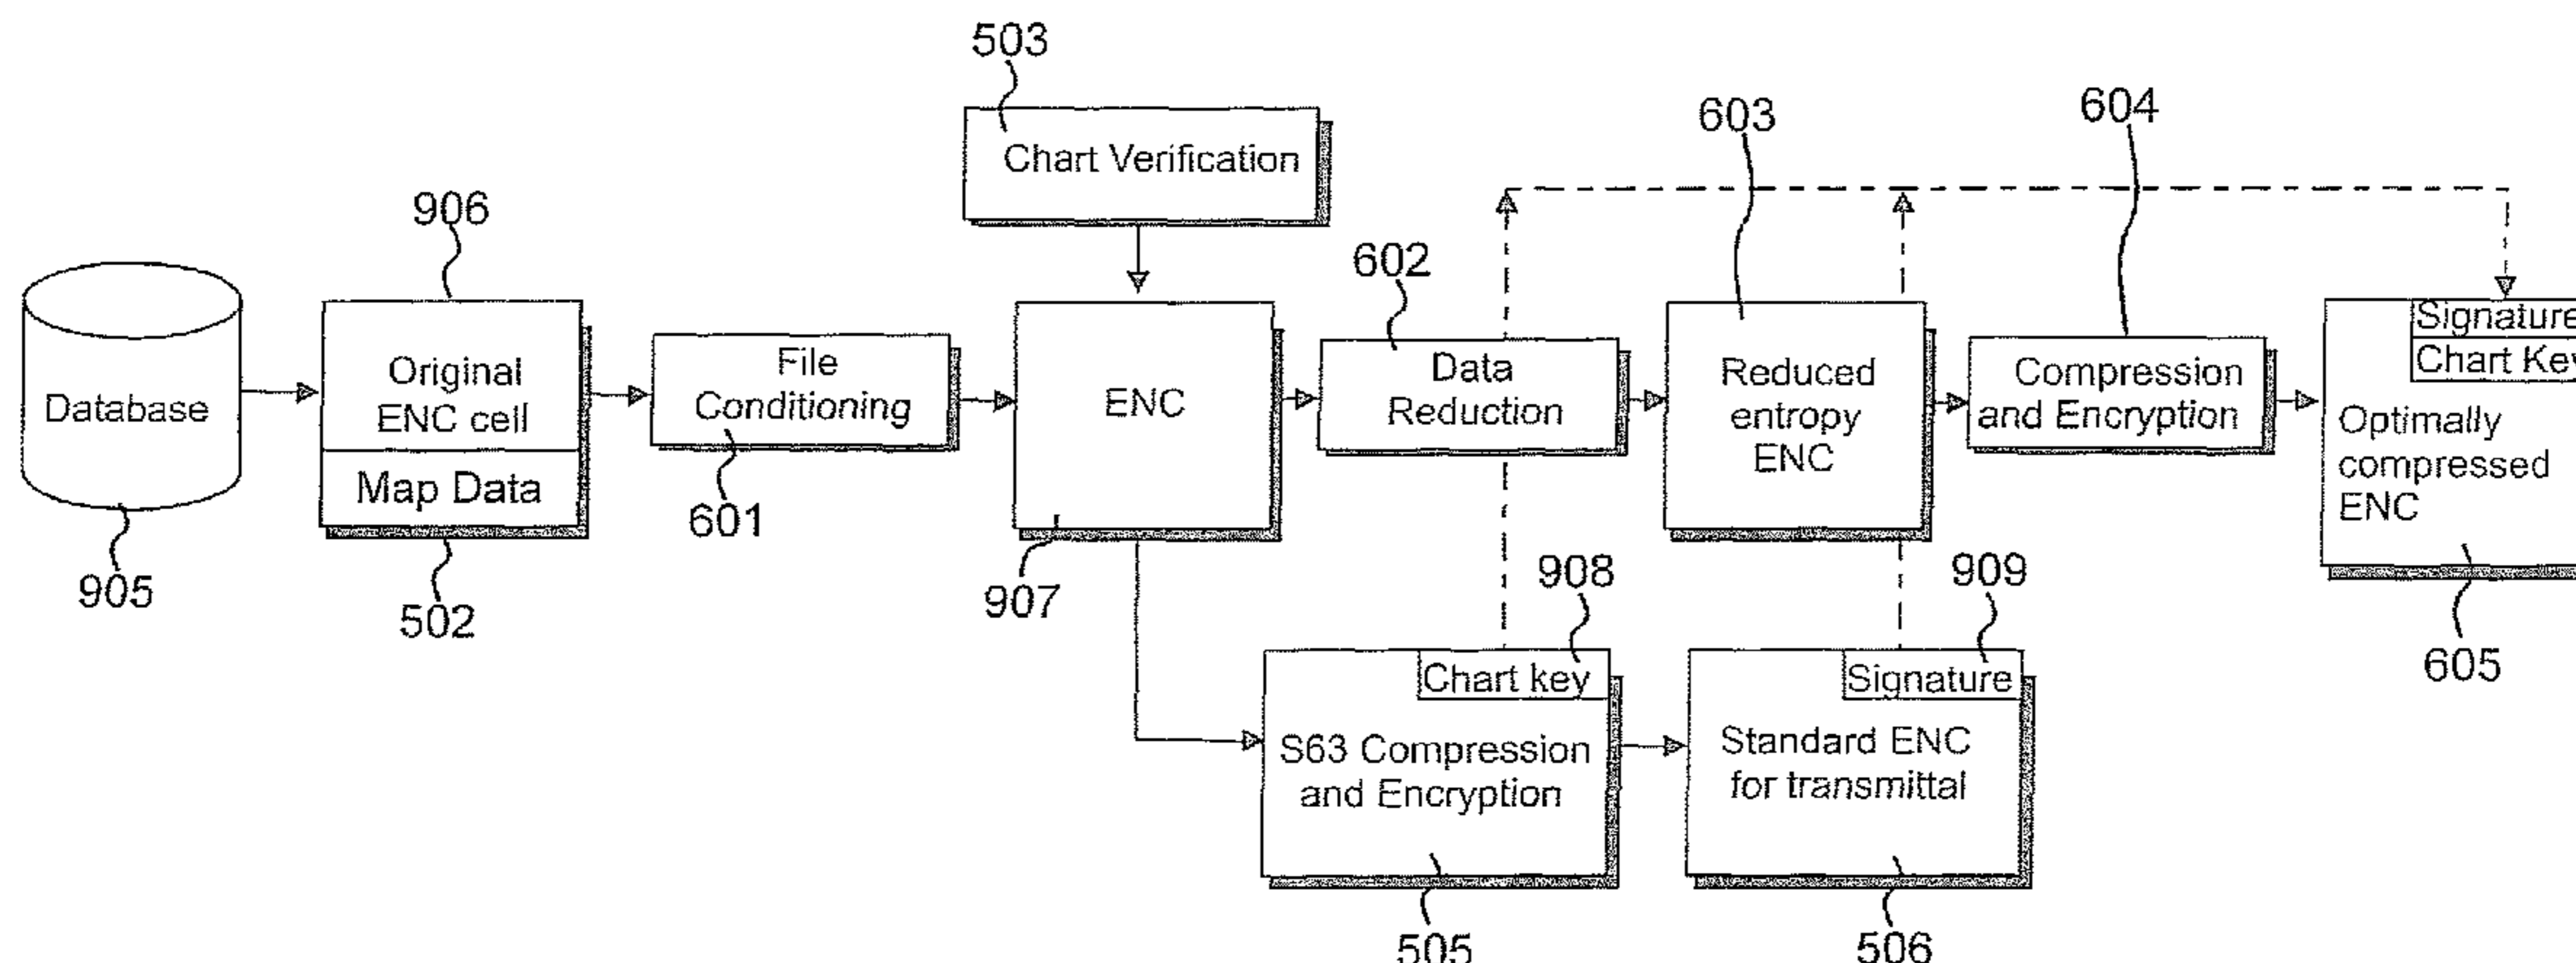 503
Chart Verification
906
Database
905
Original
ENC cell
Map Data
502
File
Conditioning
601
ENC
907
602
Data
Reduction
603
Reduced
entropy
ENC
604
Compression
and Encryption
Signature
Chart Key
Optimally
compressed
ENC
605
908
Chart key
S63 Compression
and Encryption
505
909
Signature
Standard ENC
for transmittal
506